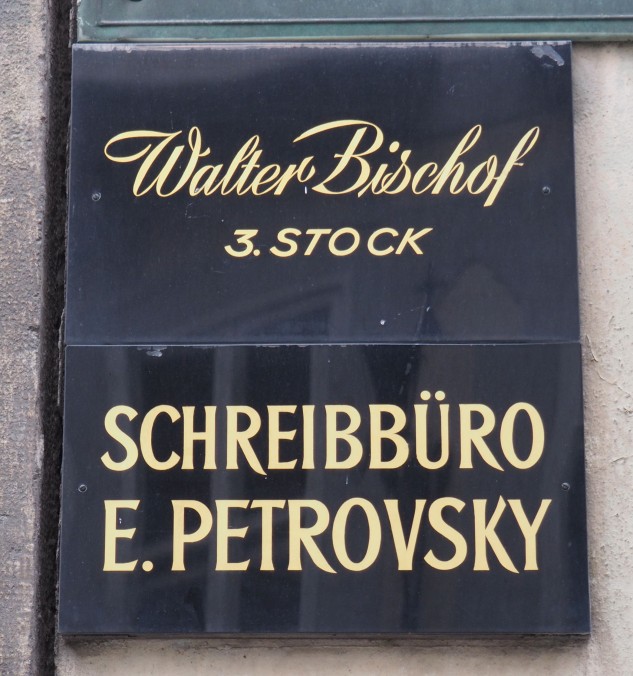 Walter Bischof
3. STOCK
SCHREIBBÜRO
E. PETROVSKY